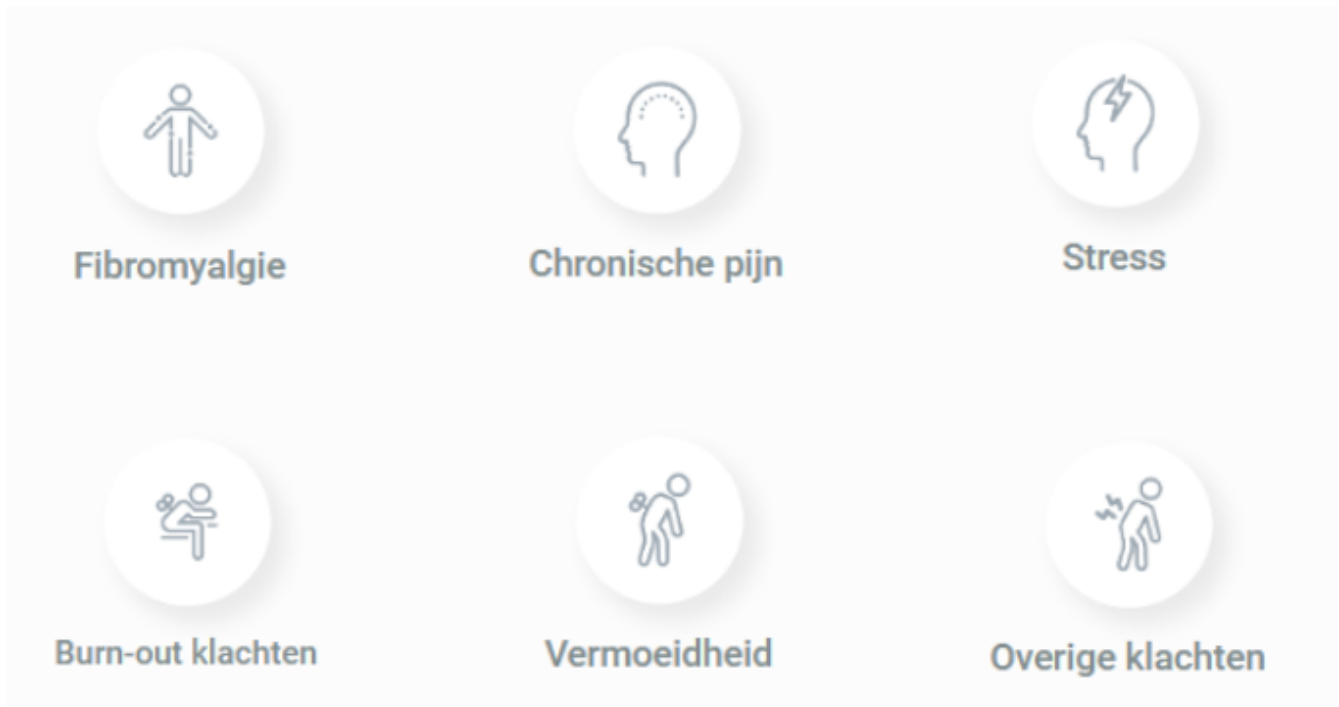 Fibromyalgie
Chronische pijn
Stress
Burn-out klachten
Vermoeidheid
Overige klachten